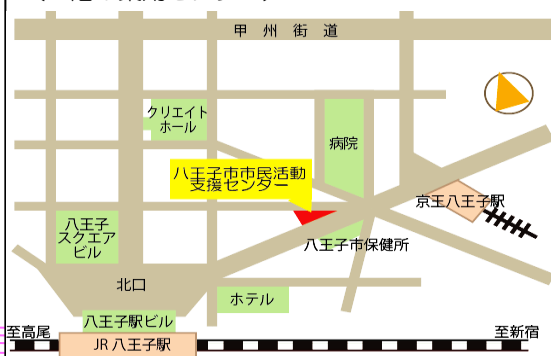 甲州街道
クリエイト
ホール
病院
八王子市市民活動
支援センター
京王八王子駅
八王子
スクエア
ビル
八王子市保健所
北口
ホテル
八王子駅ビル
至高尾
至新宿
JR 八王子駅